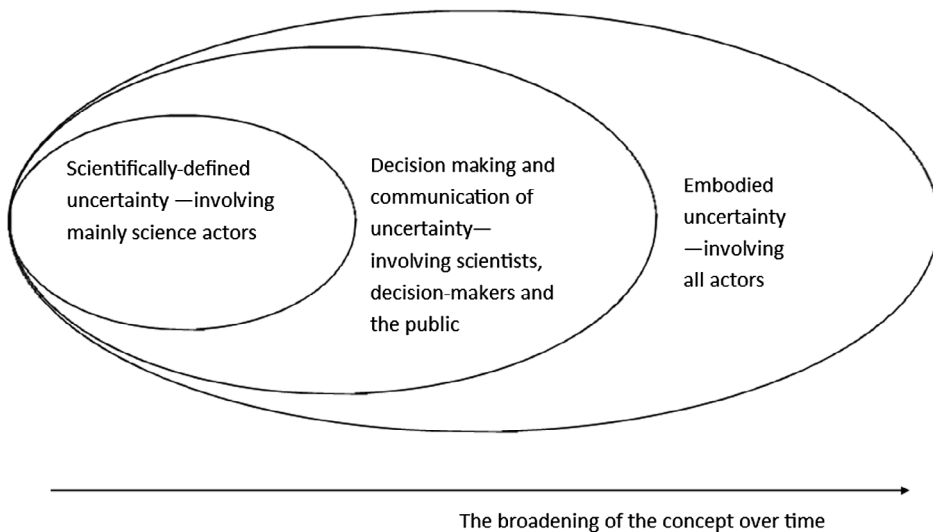 Scientifically-defined
uncertainty —involving
mainly science actors
Decision making and
communication of
uncertainty—
involving scientists,
decision-makers and
the public
Embodied
uncertainty
—involving
all actors
The broadening of the concept over time